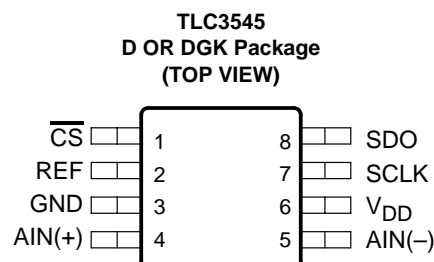 TLC3545
D OR DGK Package
(TOP VIEW)
CS 1 8 SDO
REF 2 7 SCLK
GND 3 6 VDD
AIN(+) 4 5 AIN(–)